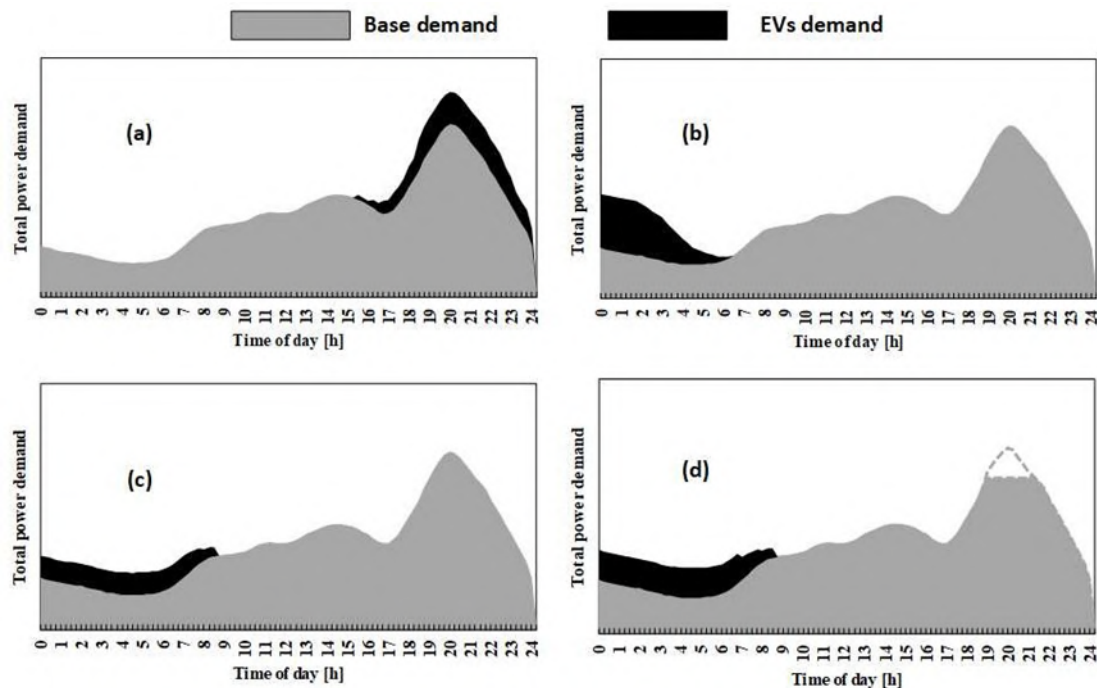 Base demand
EVs demand
Total power demand
(a)
0 1 2 3 4 5 6 7 8 9 10 11 12 13 14 15 16 17 18 19 20 21 22 23 24
Time of day [h]
Total power demand
(b)
0 1 2 3 4 5 6 7 8 9 10 11 12 13 14 15 16 17 18 19 20 21 22 23 24
Time of day [h]
Total power demand
(c)
0 1 2 3 4 5 6 7 8 9 10 11 12 13 14 15 16 17 18 19 20 21 22 23 24
Time of day [h]
Total power demand
(d)
0 1 2 3 4 5 6 7 8 9 10 11 12 13 14 15 16 17 18 19 20 21 22 23 24
Time of day [h]